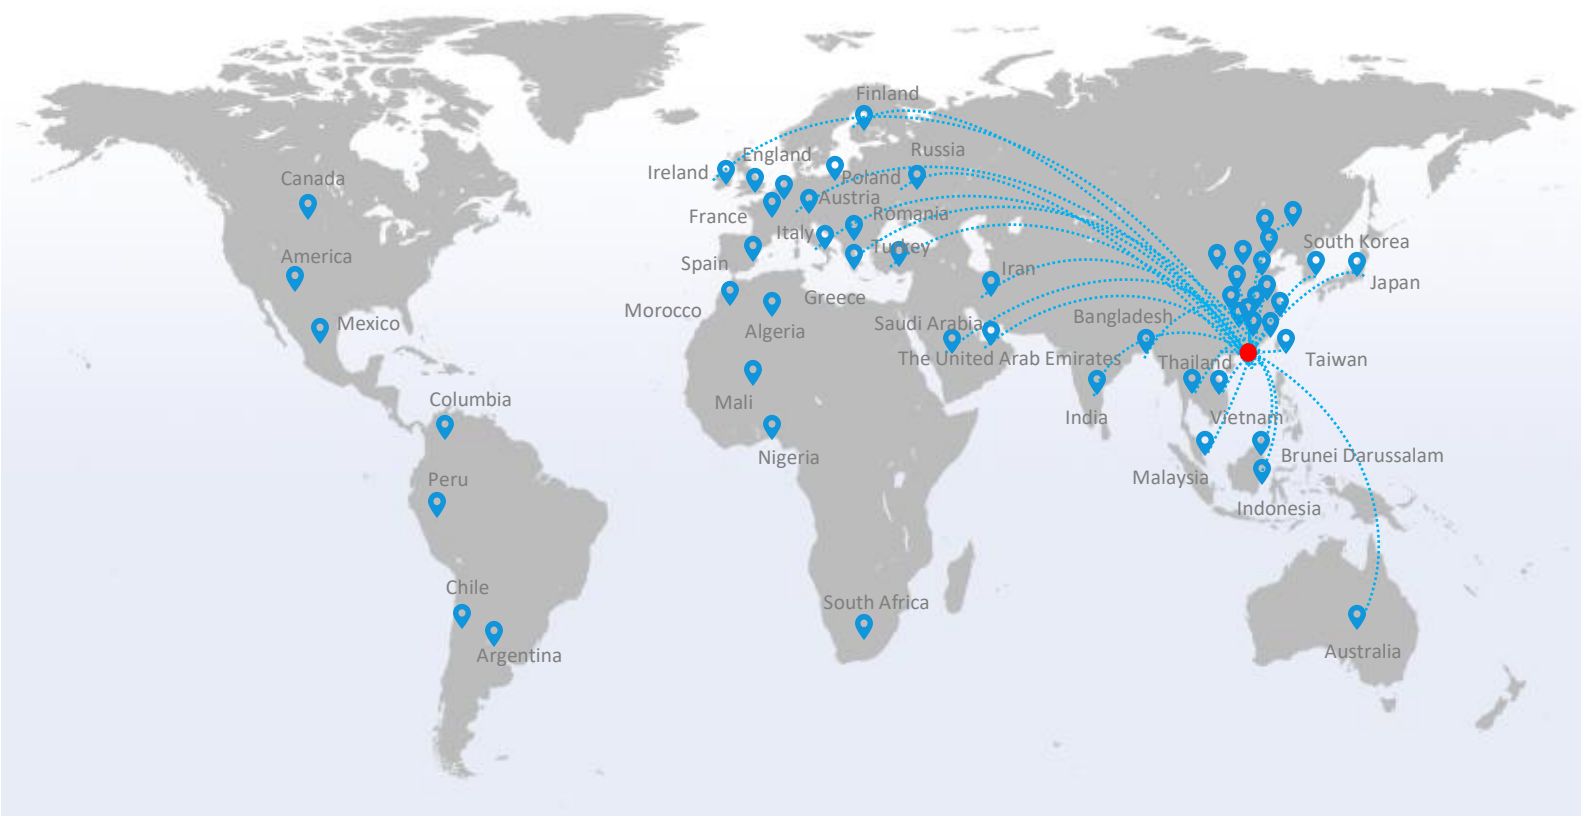 Finland
England
Russia
Ireland
Poland
Canada
Austria
France
Romania
Italy
South Korea
America
Turkey
Spain
Iran
Japan
Greece
Morocco
Bangladesh
Mexico
Saudi Arabia
Algeria
The United Arab Emirates
Thailand
Taiwan
Mali
Columbia
India
Vietnam
Nigeria
Brunei Darussalam
Peru
Malaysia
Indonesia
Chile
South Africa
Argentina
Australia